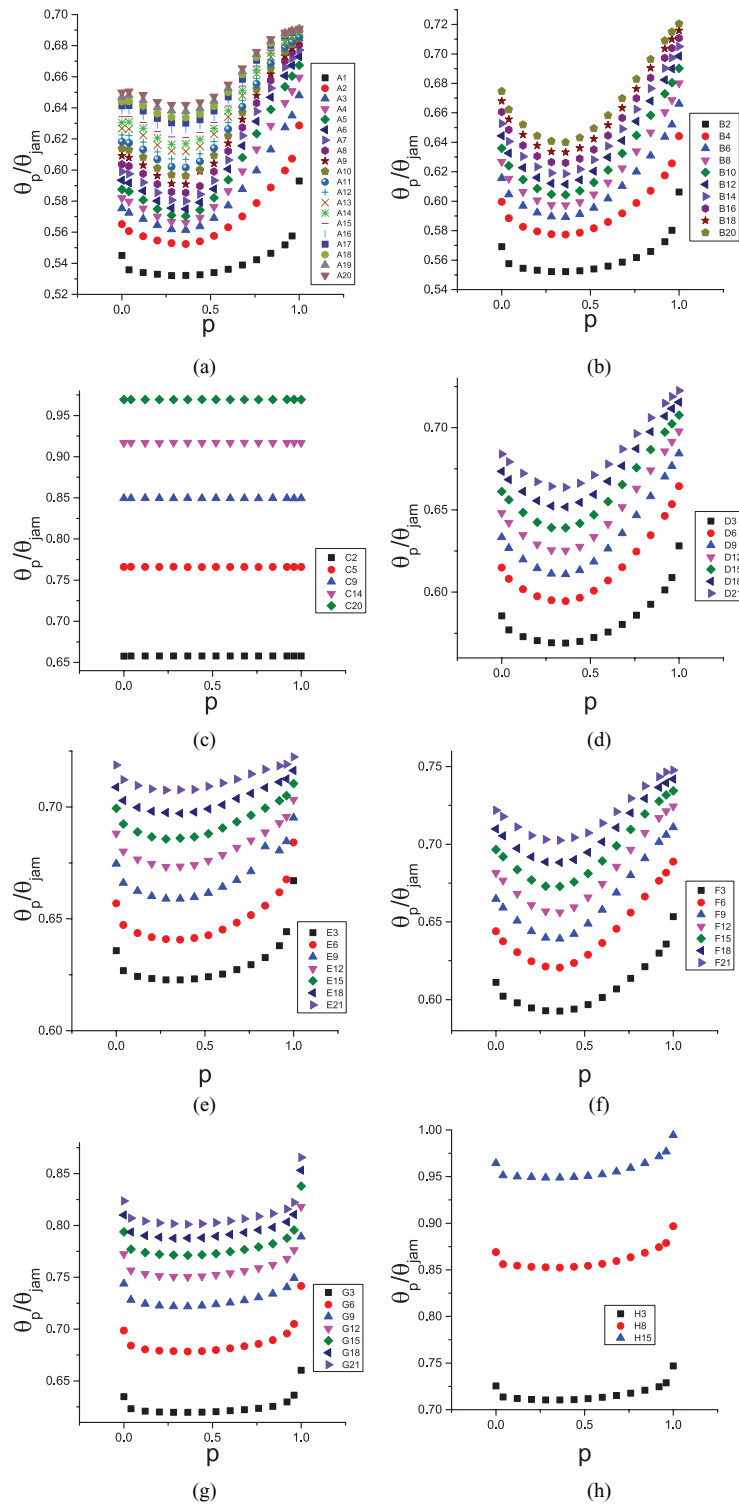 0.70
0.68
0.66
0.64
0.62
0.60
0.58
0.56
0.54
0.52
0.0
0.5
1.0
θp/θjam
p
A1
A2
A3
A4
A5
A6
A7
A8
A9
A10
A11
A12
A13
A14
A15
A16
A17
A18
A19
A20
(a)
0.72
0.70
0.68
0.66
0.64
0.62
0.60
0.58
0.56
0.54
0.0
0.5
1.0
θp/θjam
p
B2
B4
B6
B8
B10
B12
B14
B16
B18
B20
(b)
0.95
0.90
0.85
0.80
0.75
0.70
0.65
0.0
0.5
1.0
θp/θjam
p
C2
C5
C9
C14
C20
(c)
0.70
0.65
0.60
0.0
0.5
1.0
θp/θjam
p
D3
D6
D9
D12
D15
D18
D21
(d)
0.70
0.65
0.60
0.0
0.5
1.0
θp/θjam
p
E3
E6
E9
E12
E15
E18
E21
(e)
0.75
0.70
0.65
0.60
0.0
0.5
1.0
θp/θjam
p
F3
F6
F9
F12
F15
F18
F21
(f)
0.85
0.80
0.75
0.70
0.65
0.0
0.5
1.0
θp/θjam
p
G3
G6
G9
G12
G15
G18
G21
(g)
1.00
0.95
0.90
0.85
0.80
0.75
0.70
0.0
0.5
1.0
θp/θjam
p
H3
H8
H15
(h)